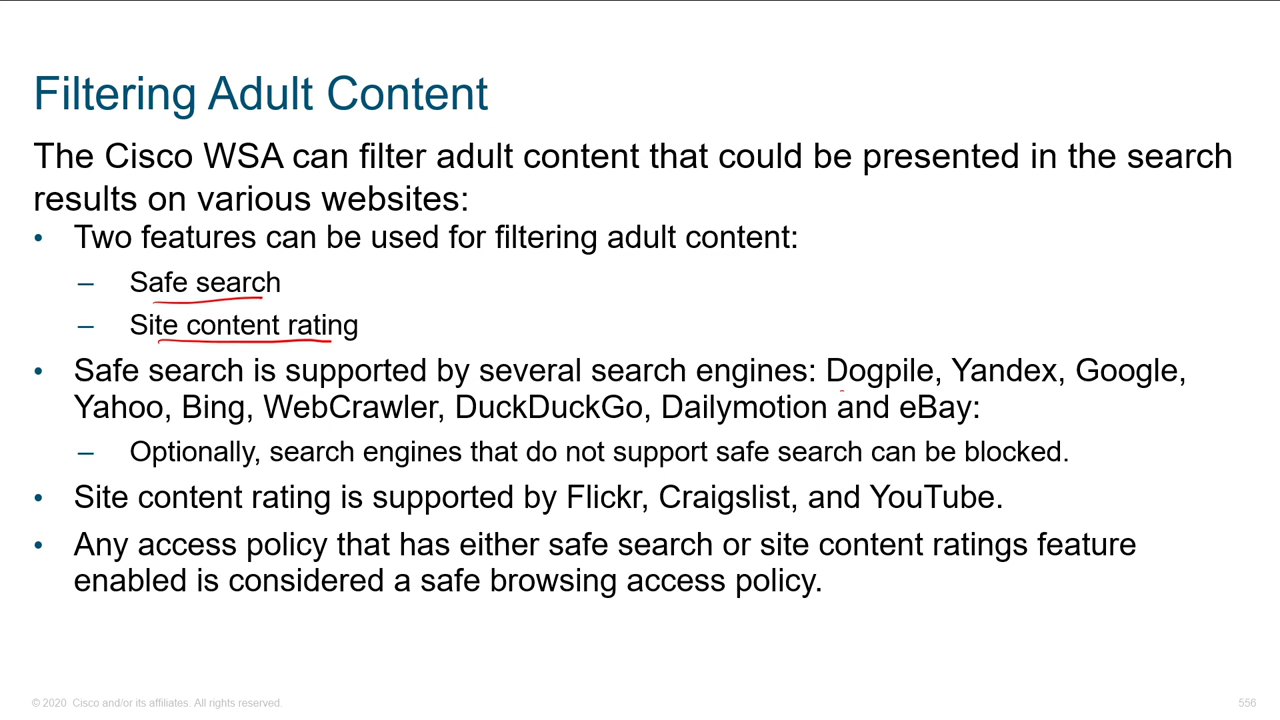 Filtering Adult Content
The Cisco WSA can filter adult content that could be presented in the search
results on various websites:
• Two features can be used for filtering adult content:
– Safe search
– Site content rating
• Safe search is supported by several search engines: Dogpile, Yandex, Google,
Yahoo, Bing, WebCrawler, DuckDuckGo, Dailymotion and eBay:
– Optionally, search engines that do not support safe search can be blocked.
• Site content rating is supported by Flickr, Craigslist, and YouTube.
• Any access policy that has either safe search or site content ratings feature
enabled is considered a safe browsing access policy.
© 2020 Cisco and/or its affiliates. All rights reserved.
556